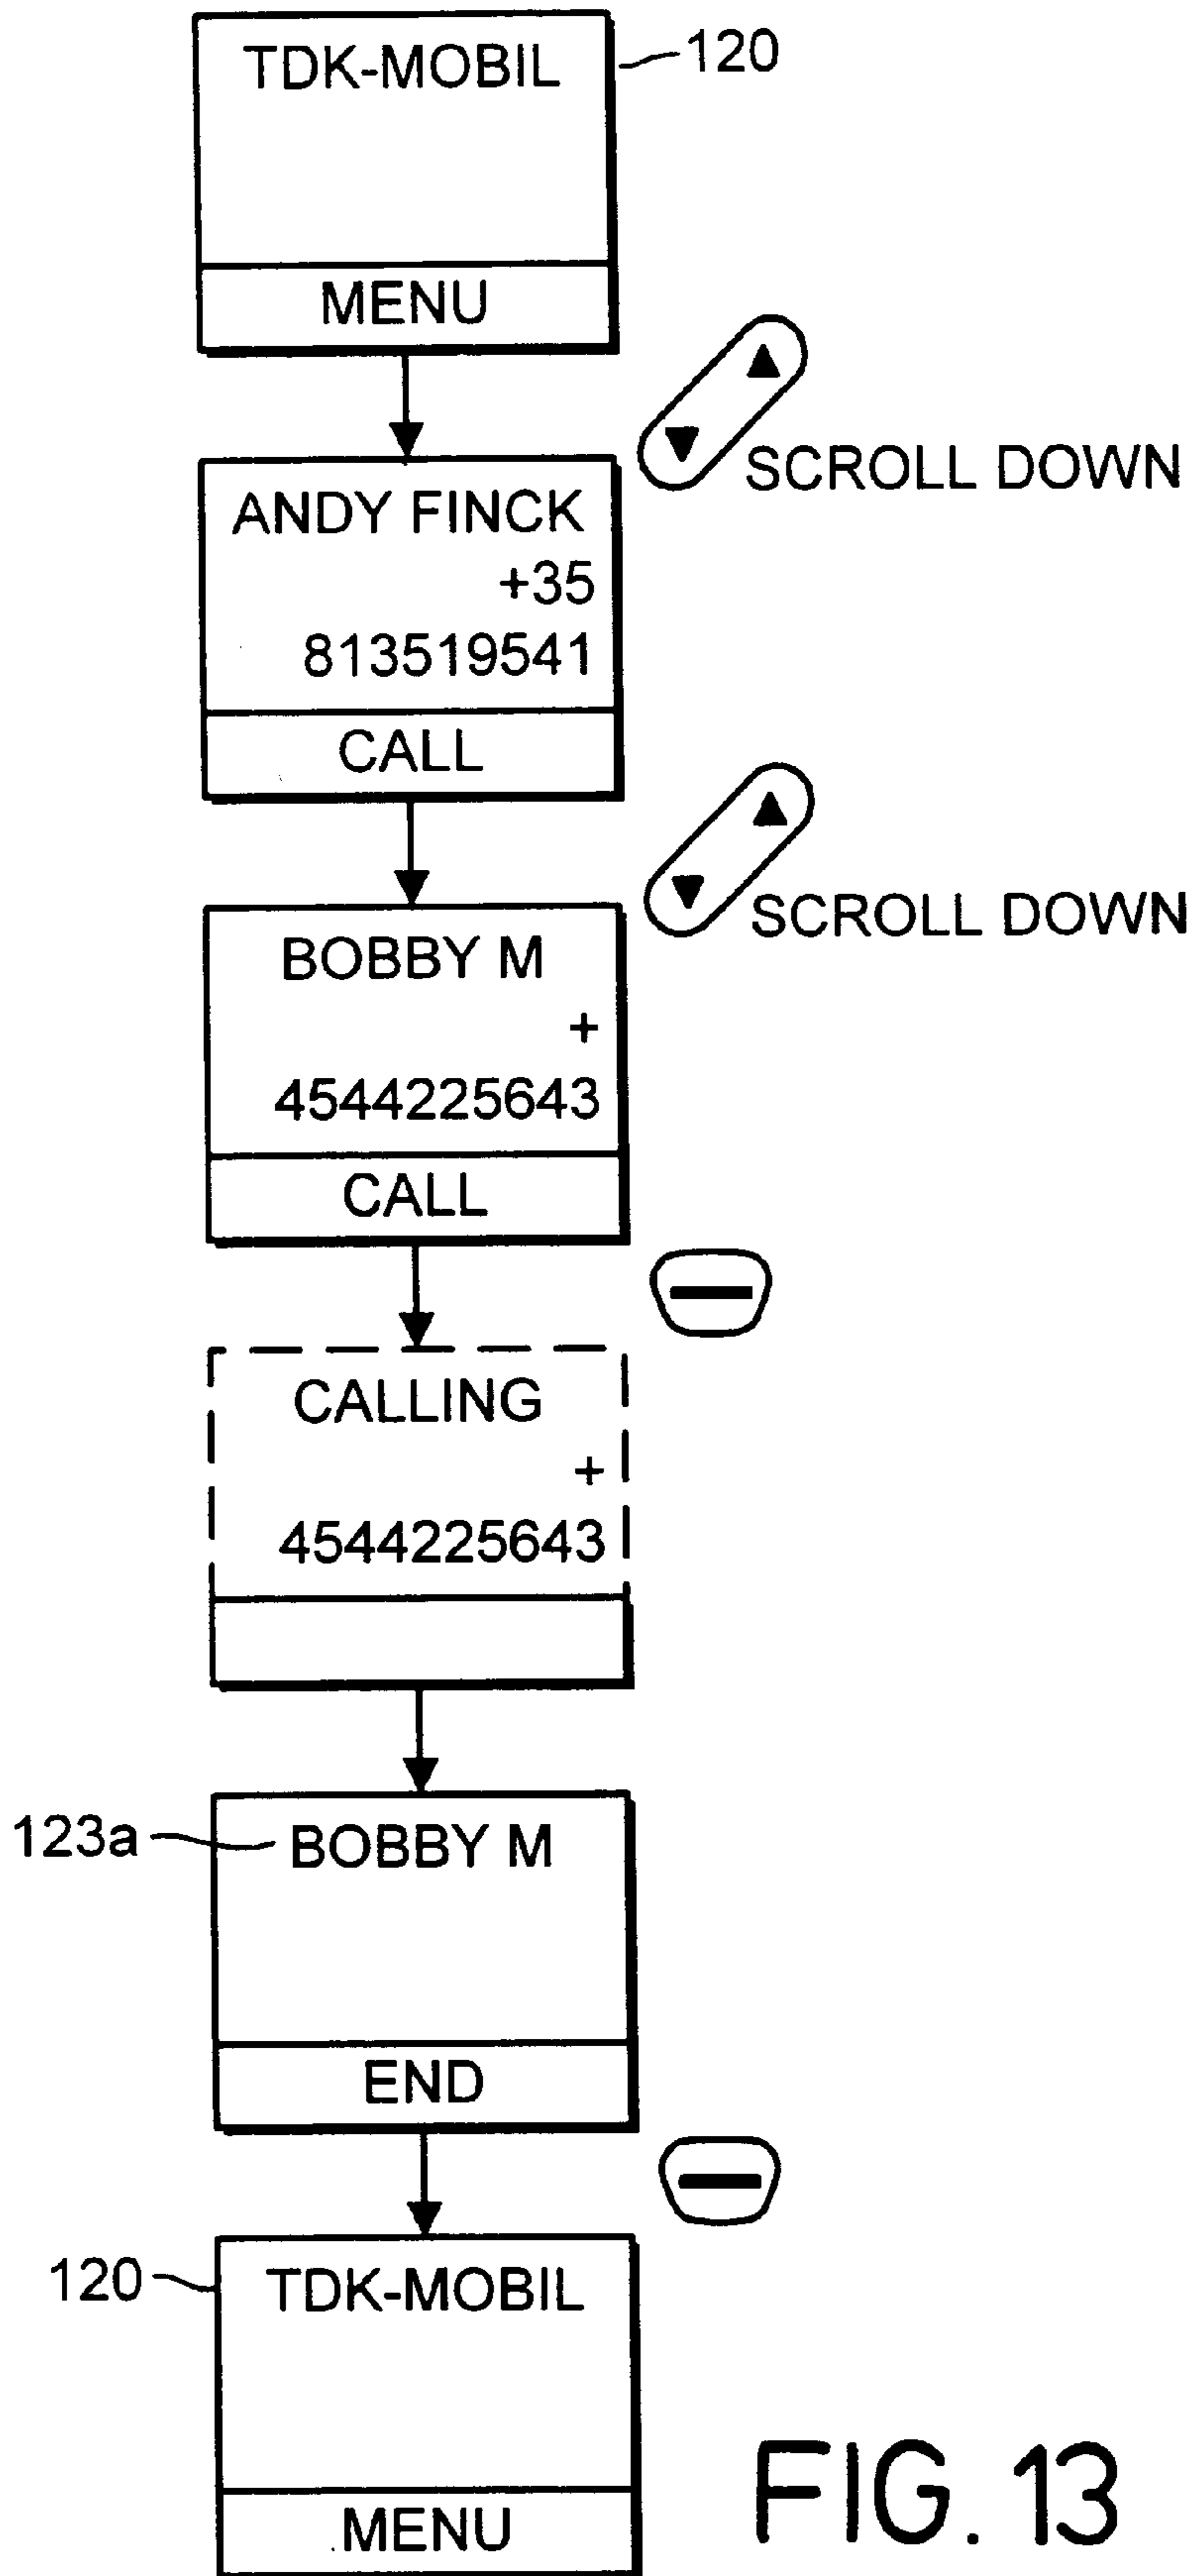 TDK-MOBIL
120
MENU
SCROLL DOWN
ANDY FINCK
+35
813519541
CALL
SCROLL DOWN
BOBBY M
+
4544225643
CALL
CALLING
+
4544225643
123a
BOBBY M
END
120
TDK-MOBIL
MENU
FIG. 13